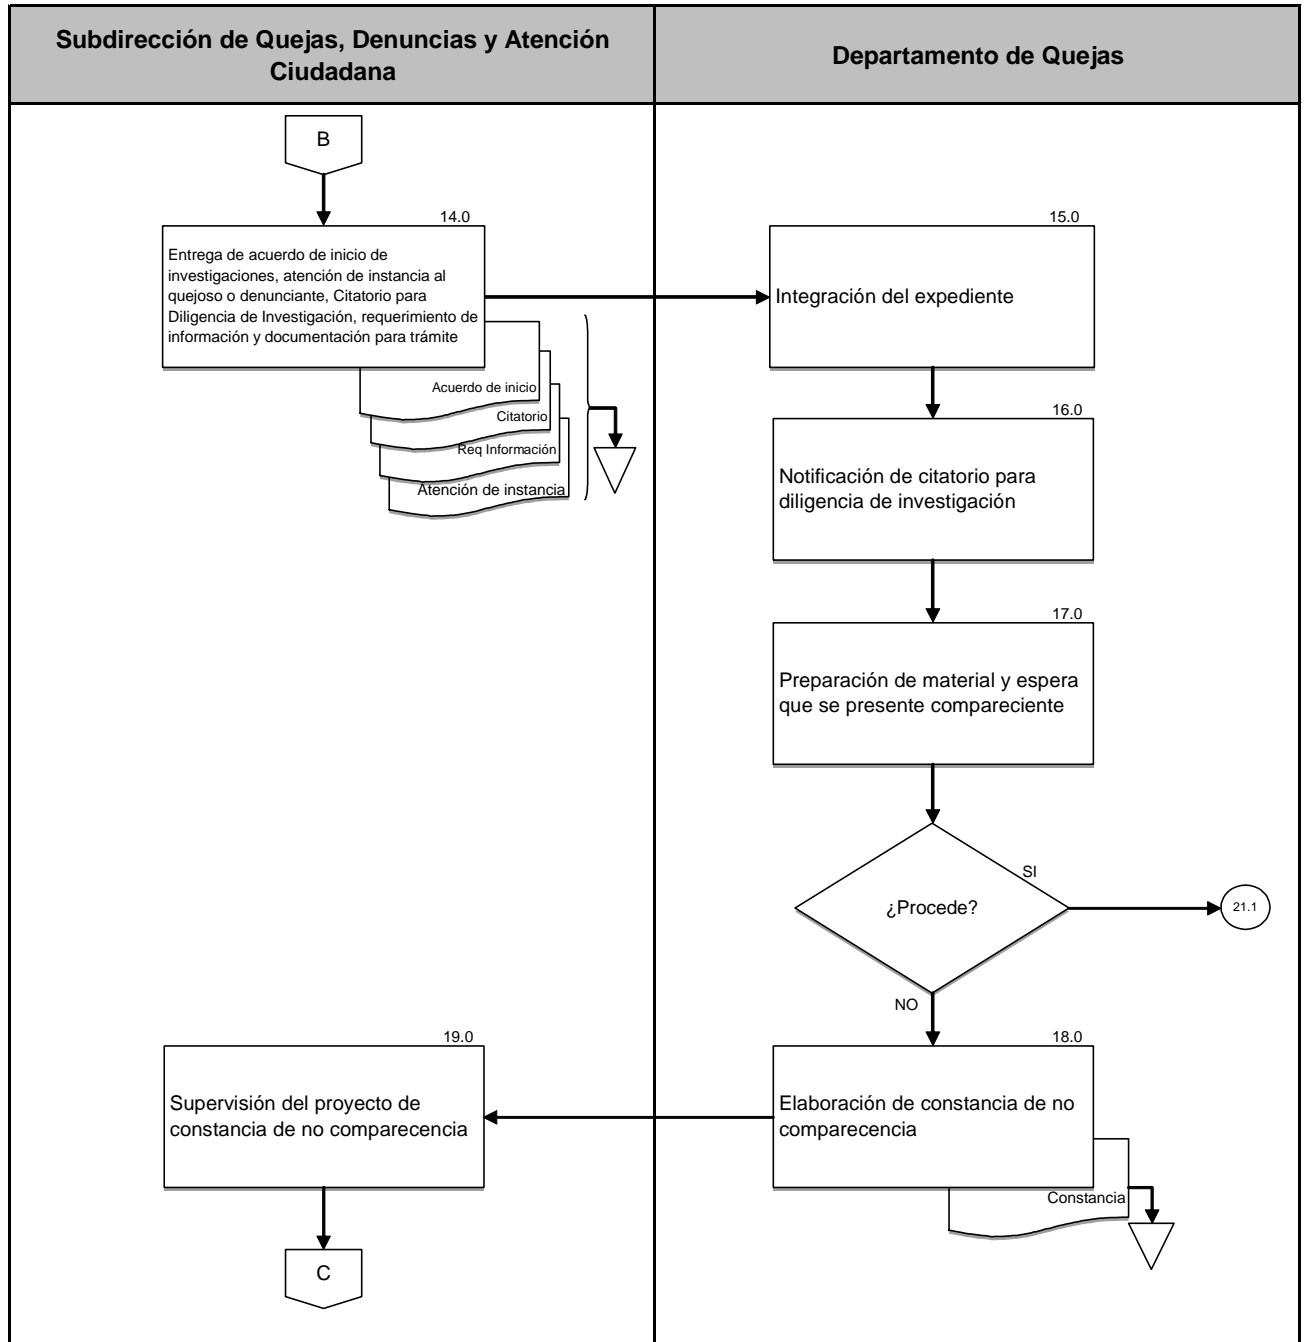 Subdirección de Quejas, Denuncias y Atención
Ciudadana
Departamento de Quejas
B
14.0
Entrega de acuerdo de inicio de
investigaciones, atención de instancia al
quejoso o denunciante, Citatorio para
Diligencia de Investigación, requerimiento de
información y documentación para trámite
Acuerdo de inicio
Citatorio
Req Información
Atención de instancia
15.0
Integración del expediente
16.0
Notificación de citatorio para
diligencia de investigación
17.0
Preparación de material y espera
que se presente compareciente
¿Procede?
SI
21.1
NO
18.0
Elaboración de constancia de no
comparecencia
Constancia
19.0
Supervisión del proyecto de
constancia de no comparecencia
C